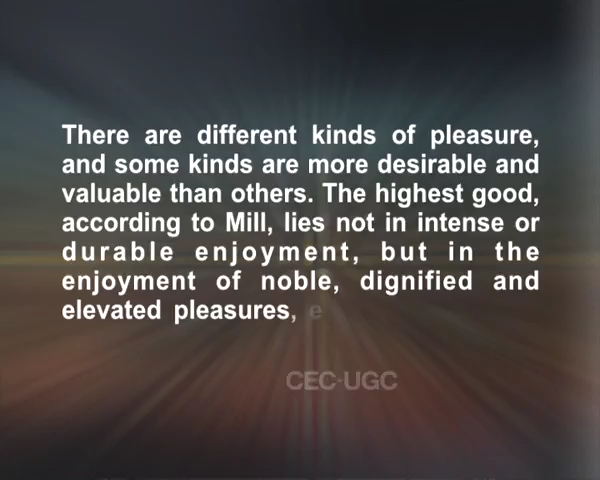 There are different kinds of pleasure,
and some kinds are more desirable and
valuable than others. The highest good,
according to Mill, lies not in intense or
durable enjoyment, but in the
enjoyment of noble, dignified and
elevated pleasures, e
CEC-UGC